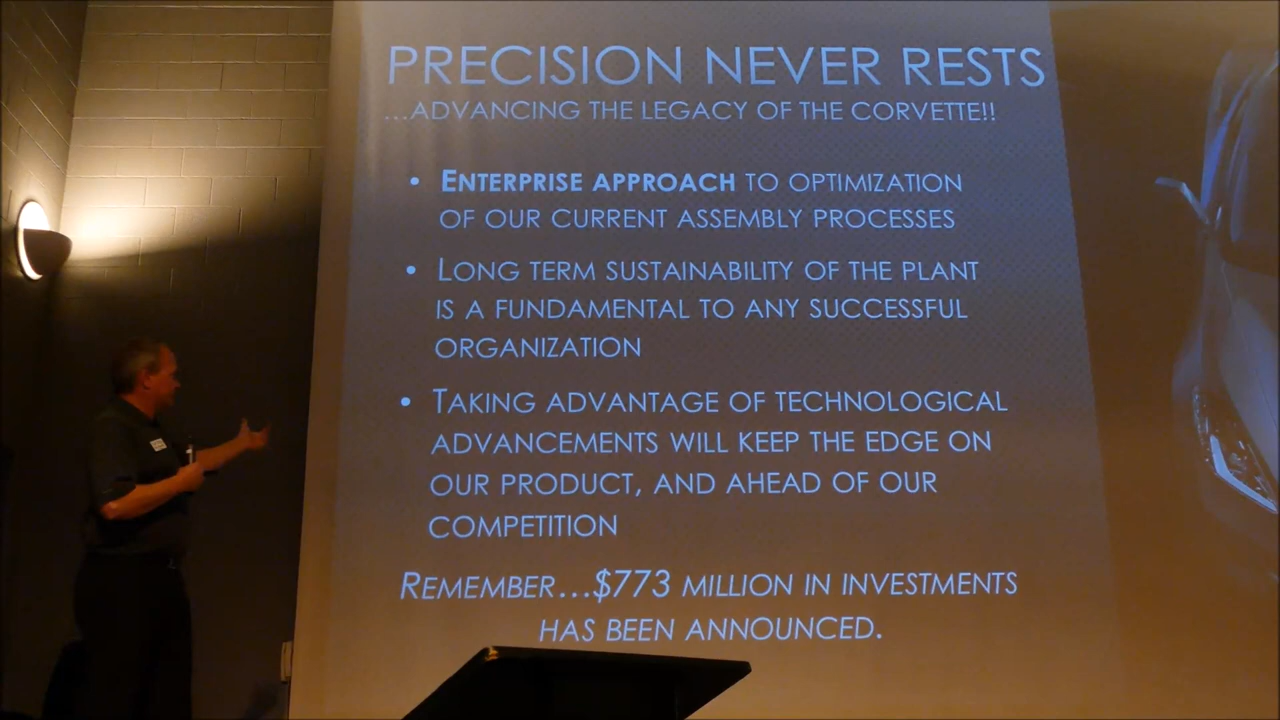 PRECISION NEVER RESTS
...ADVANCING THE LEGACY OF THE CORVETTE!!
• ENTERPRISE APPROACH TO OPTIMIZATION
OF OUR CURRENT ASSEMBLY PROCESSES
• LONG TERM SUSTAINABILITY OF THE PLANT
IS A FUNDAMENTAL TO ANY SUCCESSFUL
ORGANIZATION
• TAKING ADVANTAGE OF TECHNOLOGICAL
ADVANCEMENTS WILL KEEP THE EDGE ON
OUR PRODUCT, AND AHEAD OF OUR
COMPETITION
REMEMBER...$773 MILLION IN INVESTMENTS
HAS BEEN ANNOUNCED.